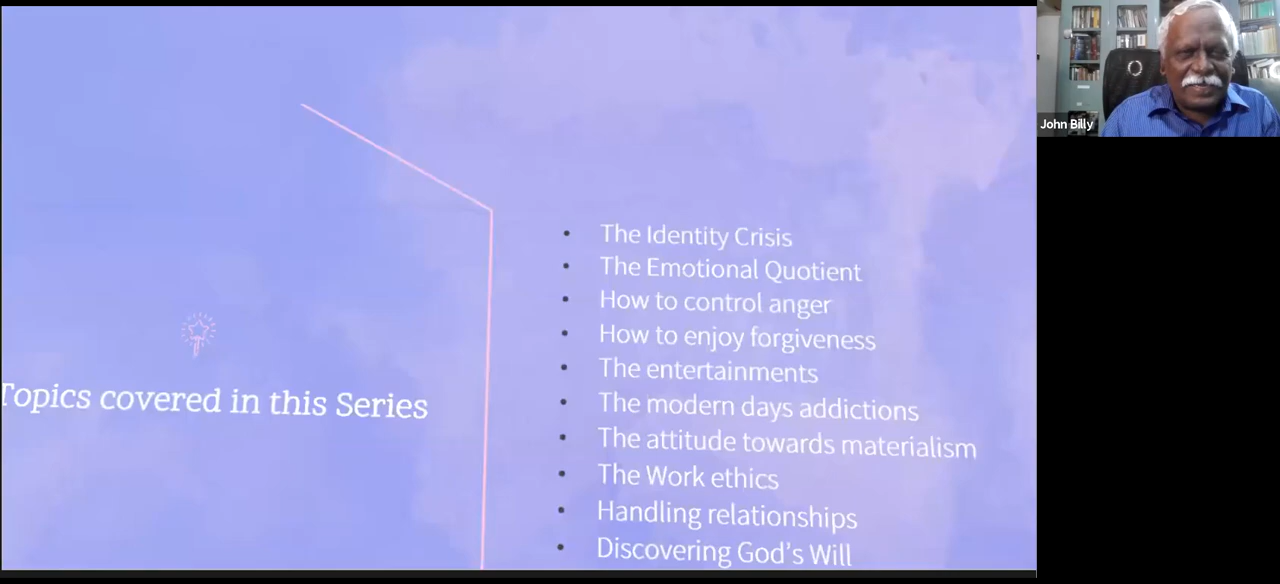 Topics covered in this Series
• The Identity Crisis
• The Emotional Quotient
• How to control anger
• How to enjoy forgiveness
• The entertainments
• The modern days addictions
• The attitude towards materialism
• The Work ethics
• Handling relationships
• Discovering God's Will
John Billy